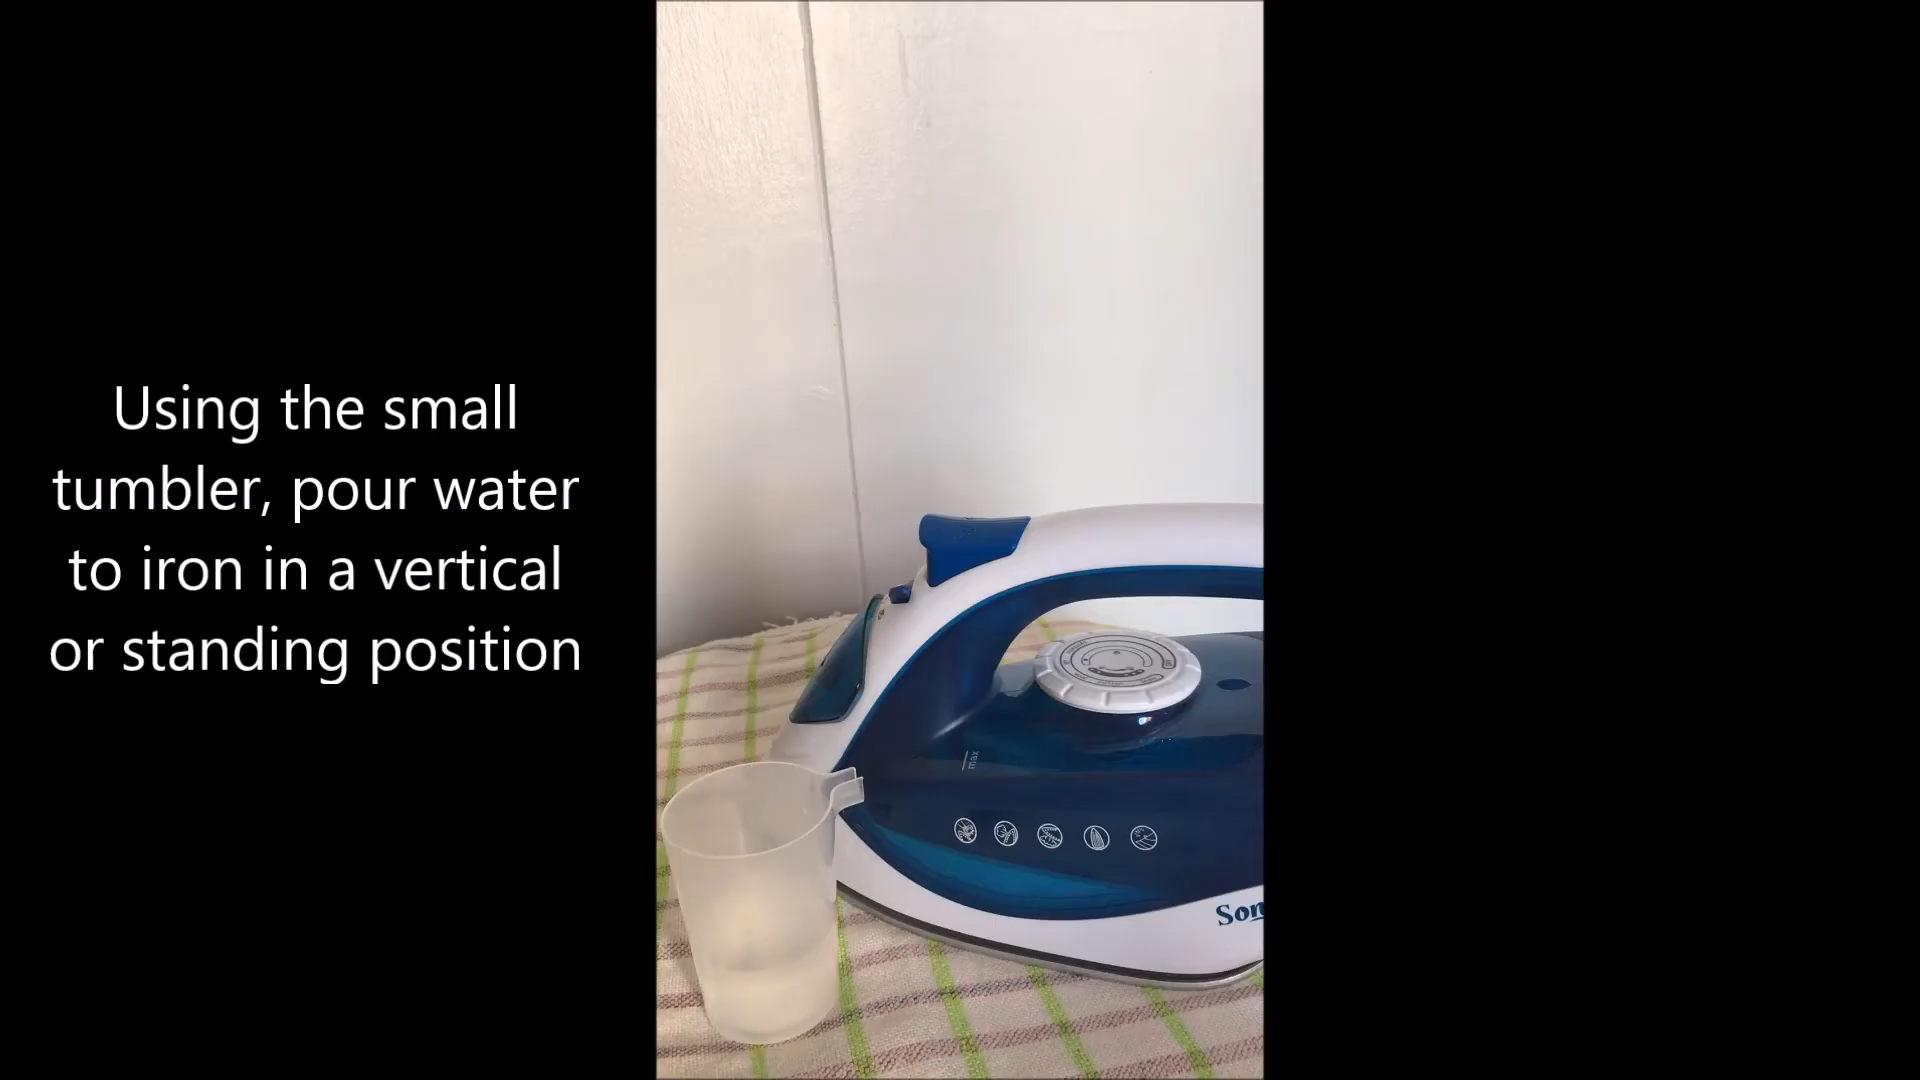 Using the small
tumbler, pour water
to iron in a vertical
or standing position
max
Son